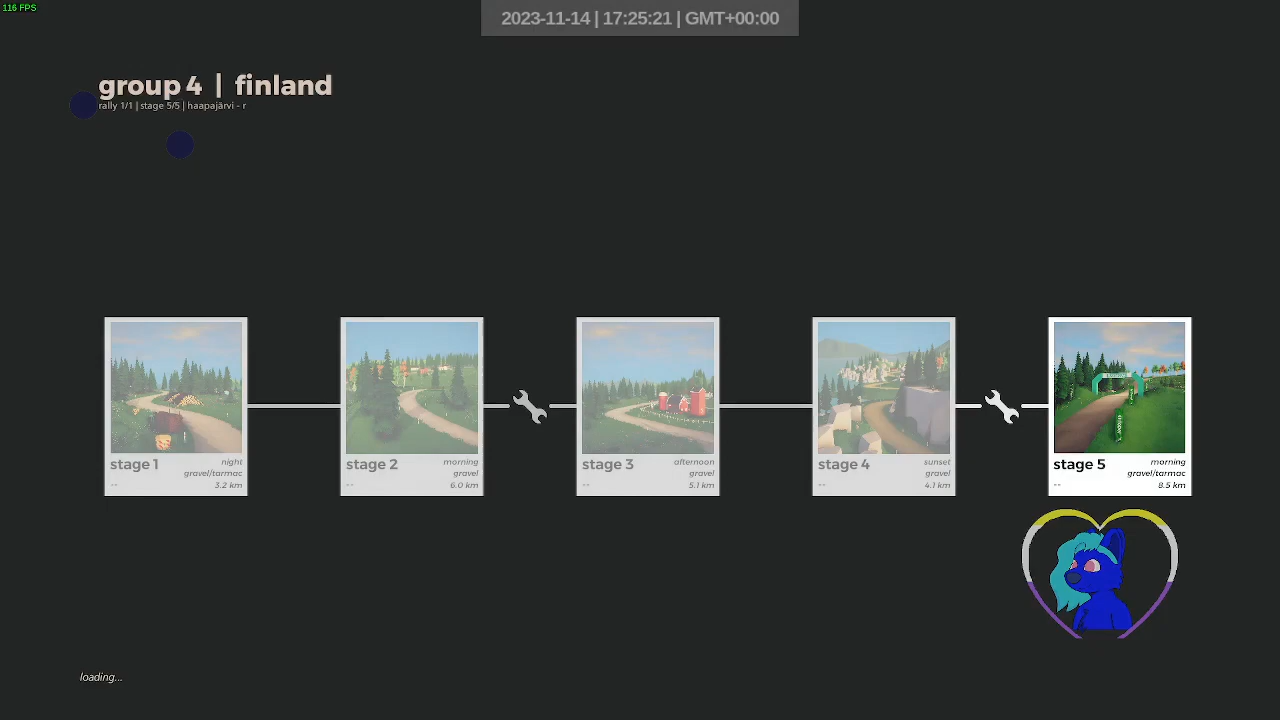 116 FPS
2023-11-14 | 17:25:21 | GMT+00:00
group 4 | finland
rally 1/1 | stage 5/5 | haapajärvi - r
stage 1
night
gravel/tarmac
--
3.2 km
stage 2
morning
gravel
--
6.0 km
stage 3
afternoon
gravel
--
5.1 km
stage 4
sunset
gravel
--
4.1 km
stage 5
morning
gravel/tarmac
--
8.5 km
loading...